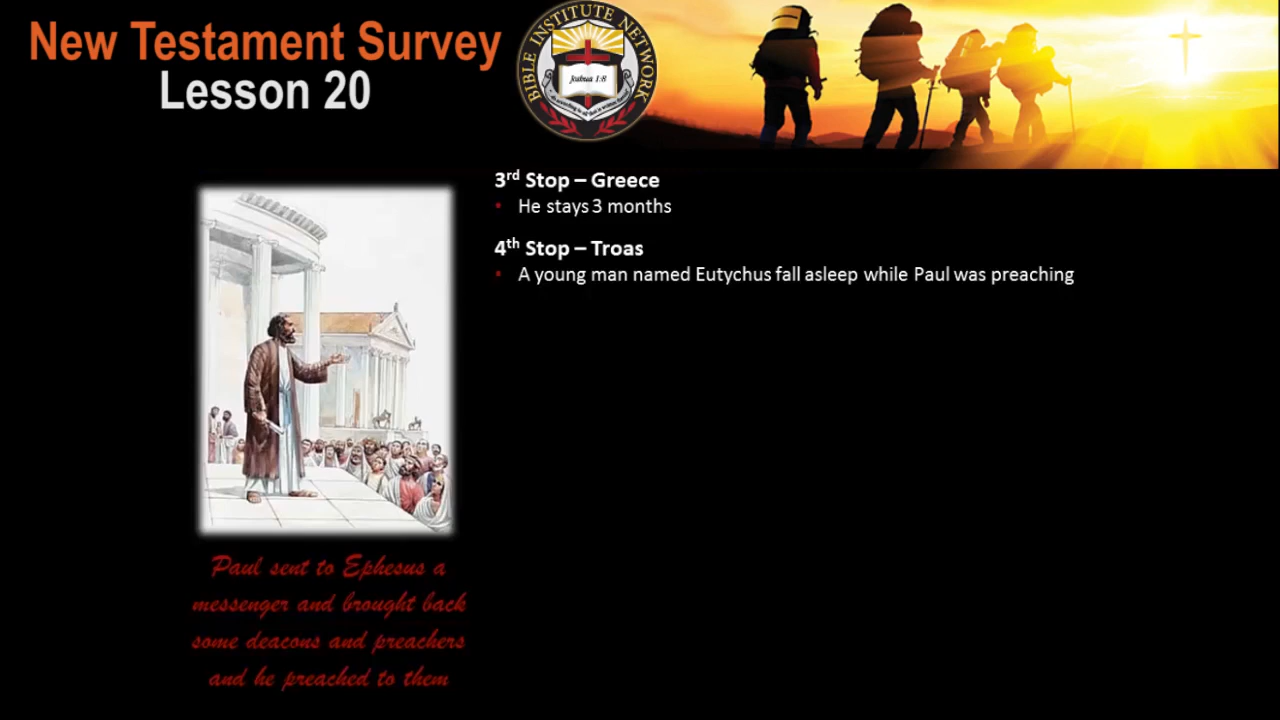 New Testament Survey
Lesson 20
BIBLE INSTITUTE NETWORK
Joshua 1:8
3rd Stop – Greece
• He stays 3 months
4th Stop – Troas
• A young man named Eutychus fall asleep while Paul was preaching
Paul sent to Ephesus a
messenger and brought back
some deacons and preachers
and he preached to them